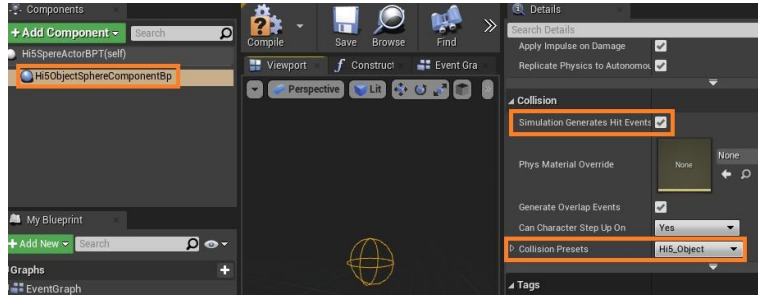 Components
+Add Component
Search
Hi5SpereActorBPT(self)
Hi5ObjectSphereComponentBp
My Blueprint
+Add New
Search
Graphs
EventGraph
Compile
Save
Browse
Find
Viewport
f Construct
Event Gra
Perspective
Lit
Details
Search Details
Apply Impulse on Damage
Replicate Physics to Autonomou
Collision
Simulation Generates Hit Events
Phys Material Override
None
None
Generate Overlap Events
Can Character Step Up On
Yes
Collision Presets
Hi5_Object
Tags